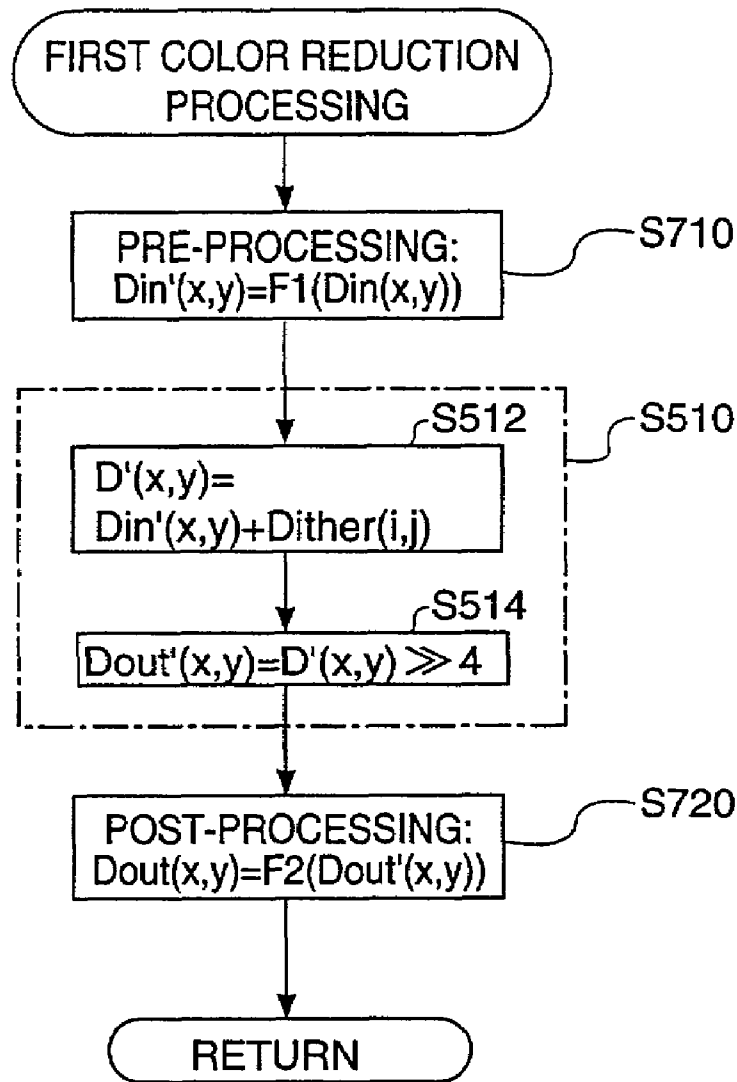 FIRST COLOR REDUCTION
PROCESSING
S710
PRE-PROCESSING:
Din'(x,y)=F1(Din(x,y))
S510
S512
D'(x,y)=
Din'(x,y)+Dither(i,j)
S514
Dout'(x,y)=D'(x,y)≫4
S720
POST-PROCESSING:
Dout(x,y)=F2(Dout'(x,y))
RETURN